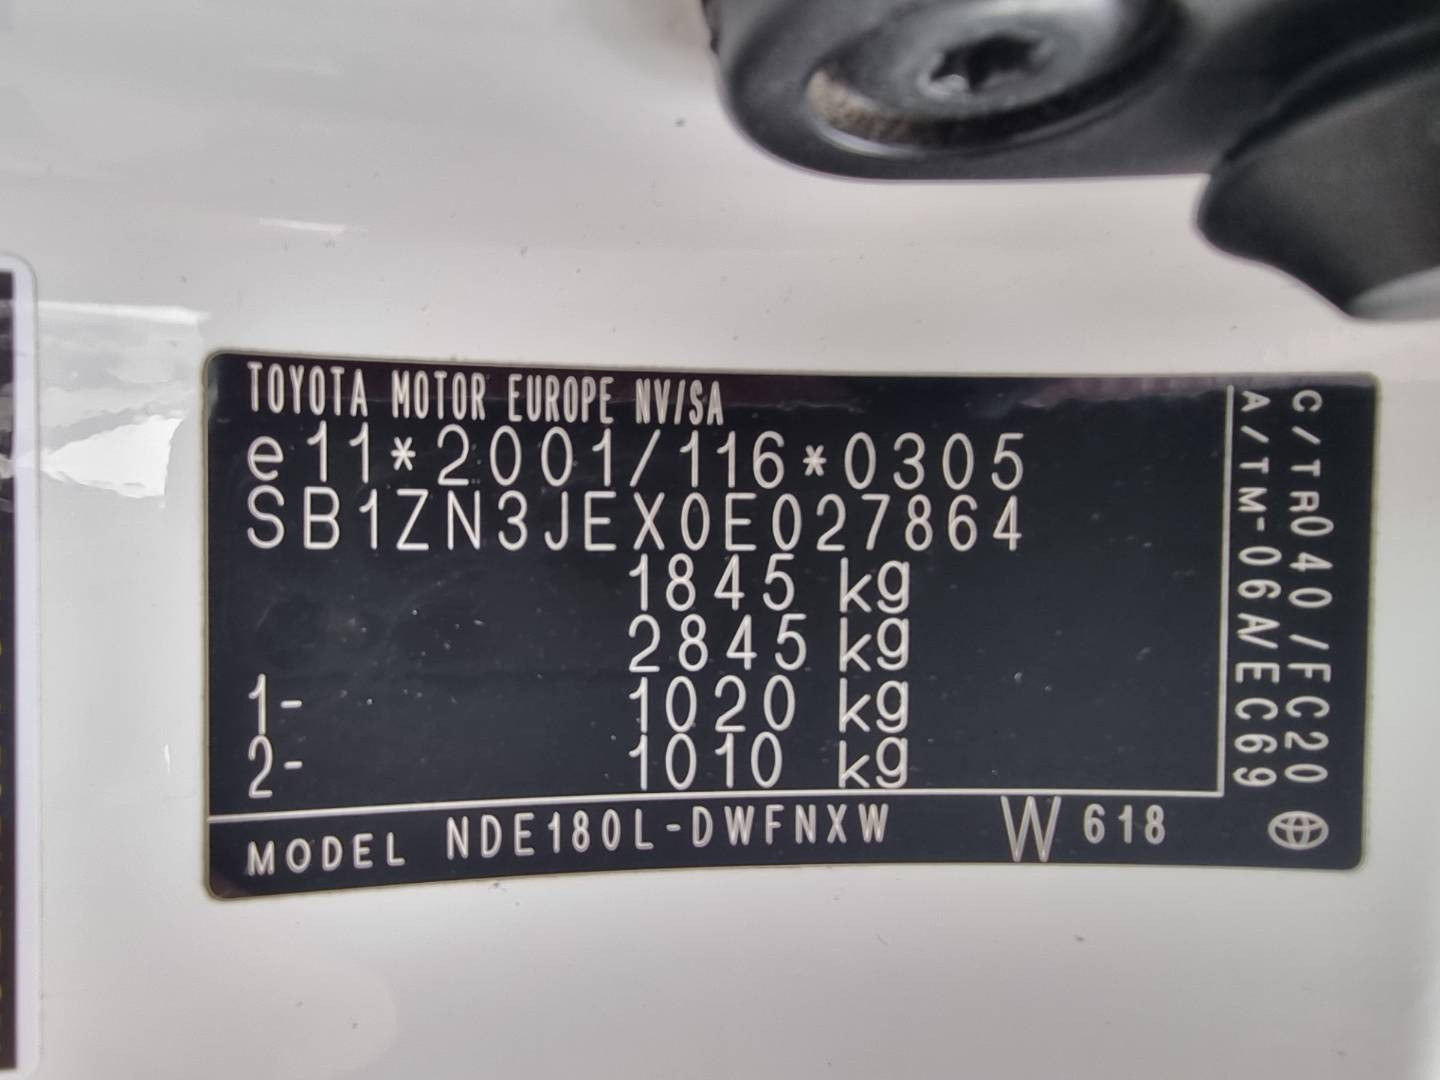 TOYOTA MOTOR EUROPE NV/SA
e11*2001/116*0305
SB1ZN3JEX0E027864
1845 kg
2845 kg
1- 1020 kg
2- 1010 kg
MODEL NDE180L-DWFNXW W618
C/TR040/FC20
A/TM-06A/EC69